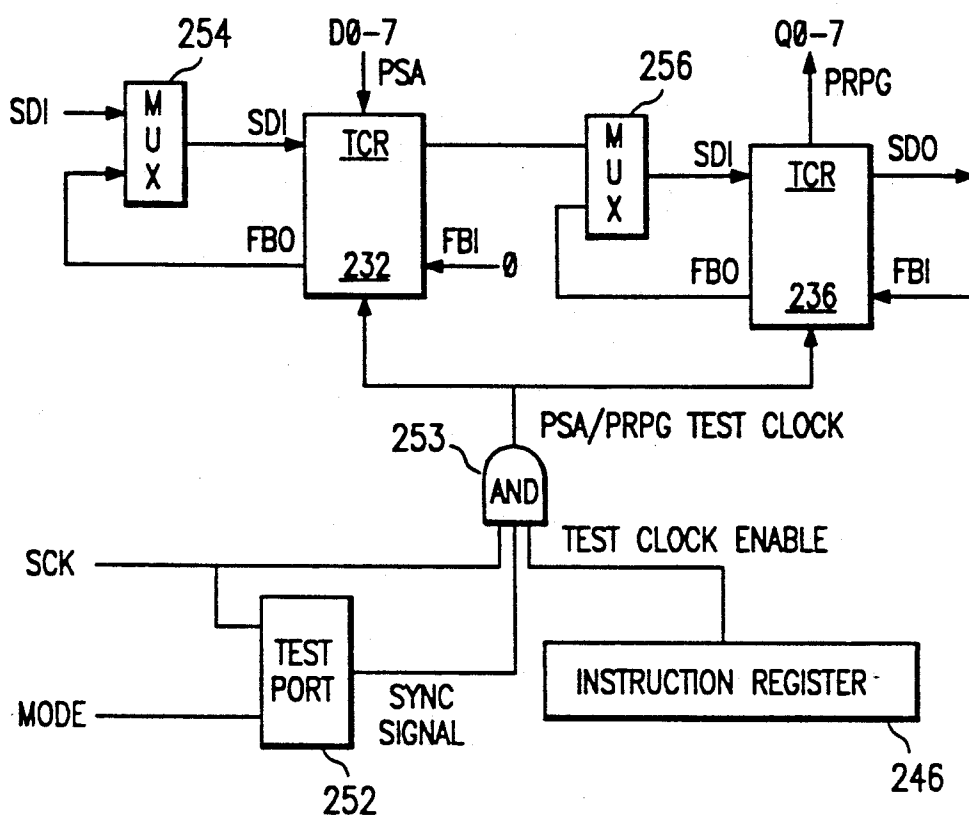 254
D0-7
Q0-7
PSA
256
PRPG
SDI
MUX
SDI
TCR
MUX
SDI
TCR
SDO
FBO
232
FBI
0
FBO
236
FBI
PSA/PRPG TEST CLOCK
253
AND
TEST CLOCK ENABLE
SCK
TEST
PORT
INSTRUCTION REGISTER
MODE
SYNC
SIGNAL
252
246